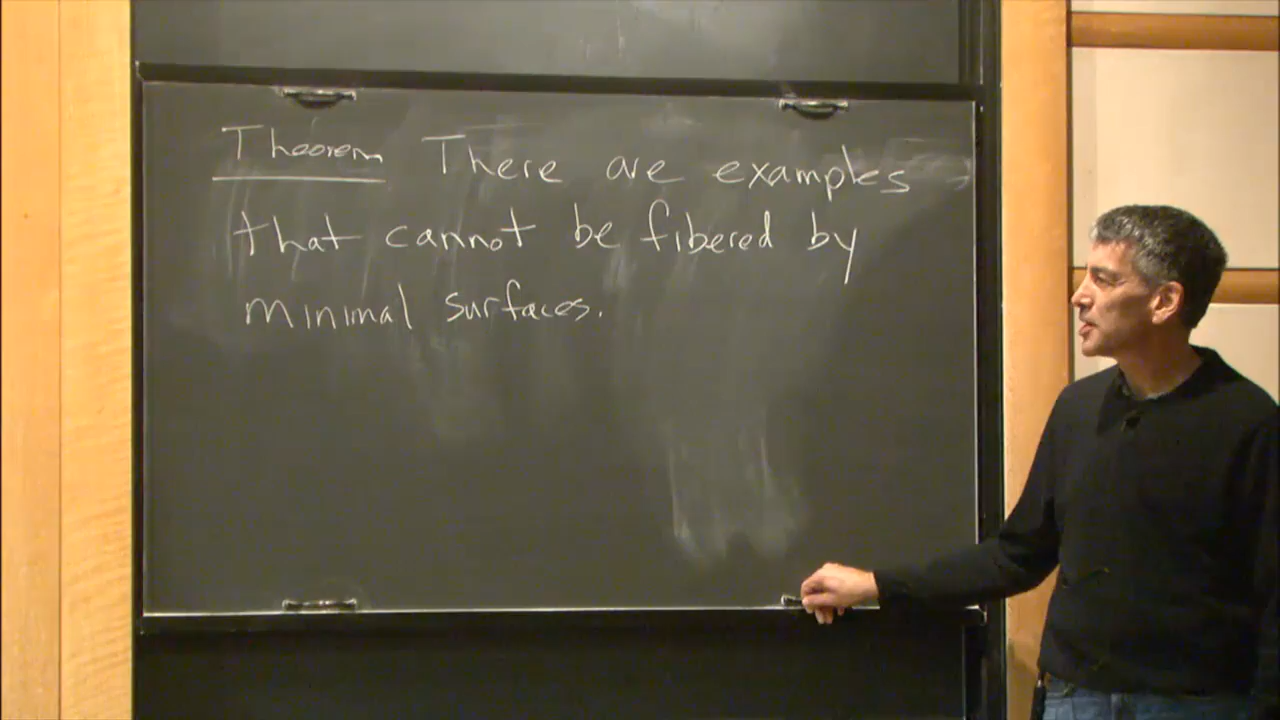 Theorem There are examples
that cannot be fibered by
minimal surfaces.